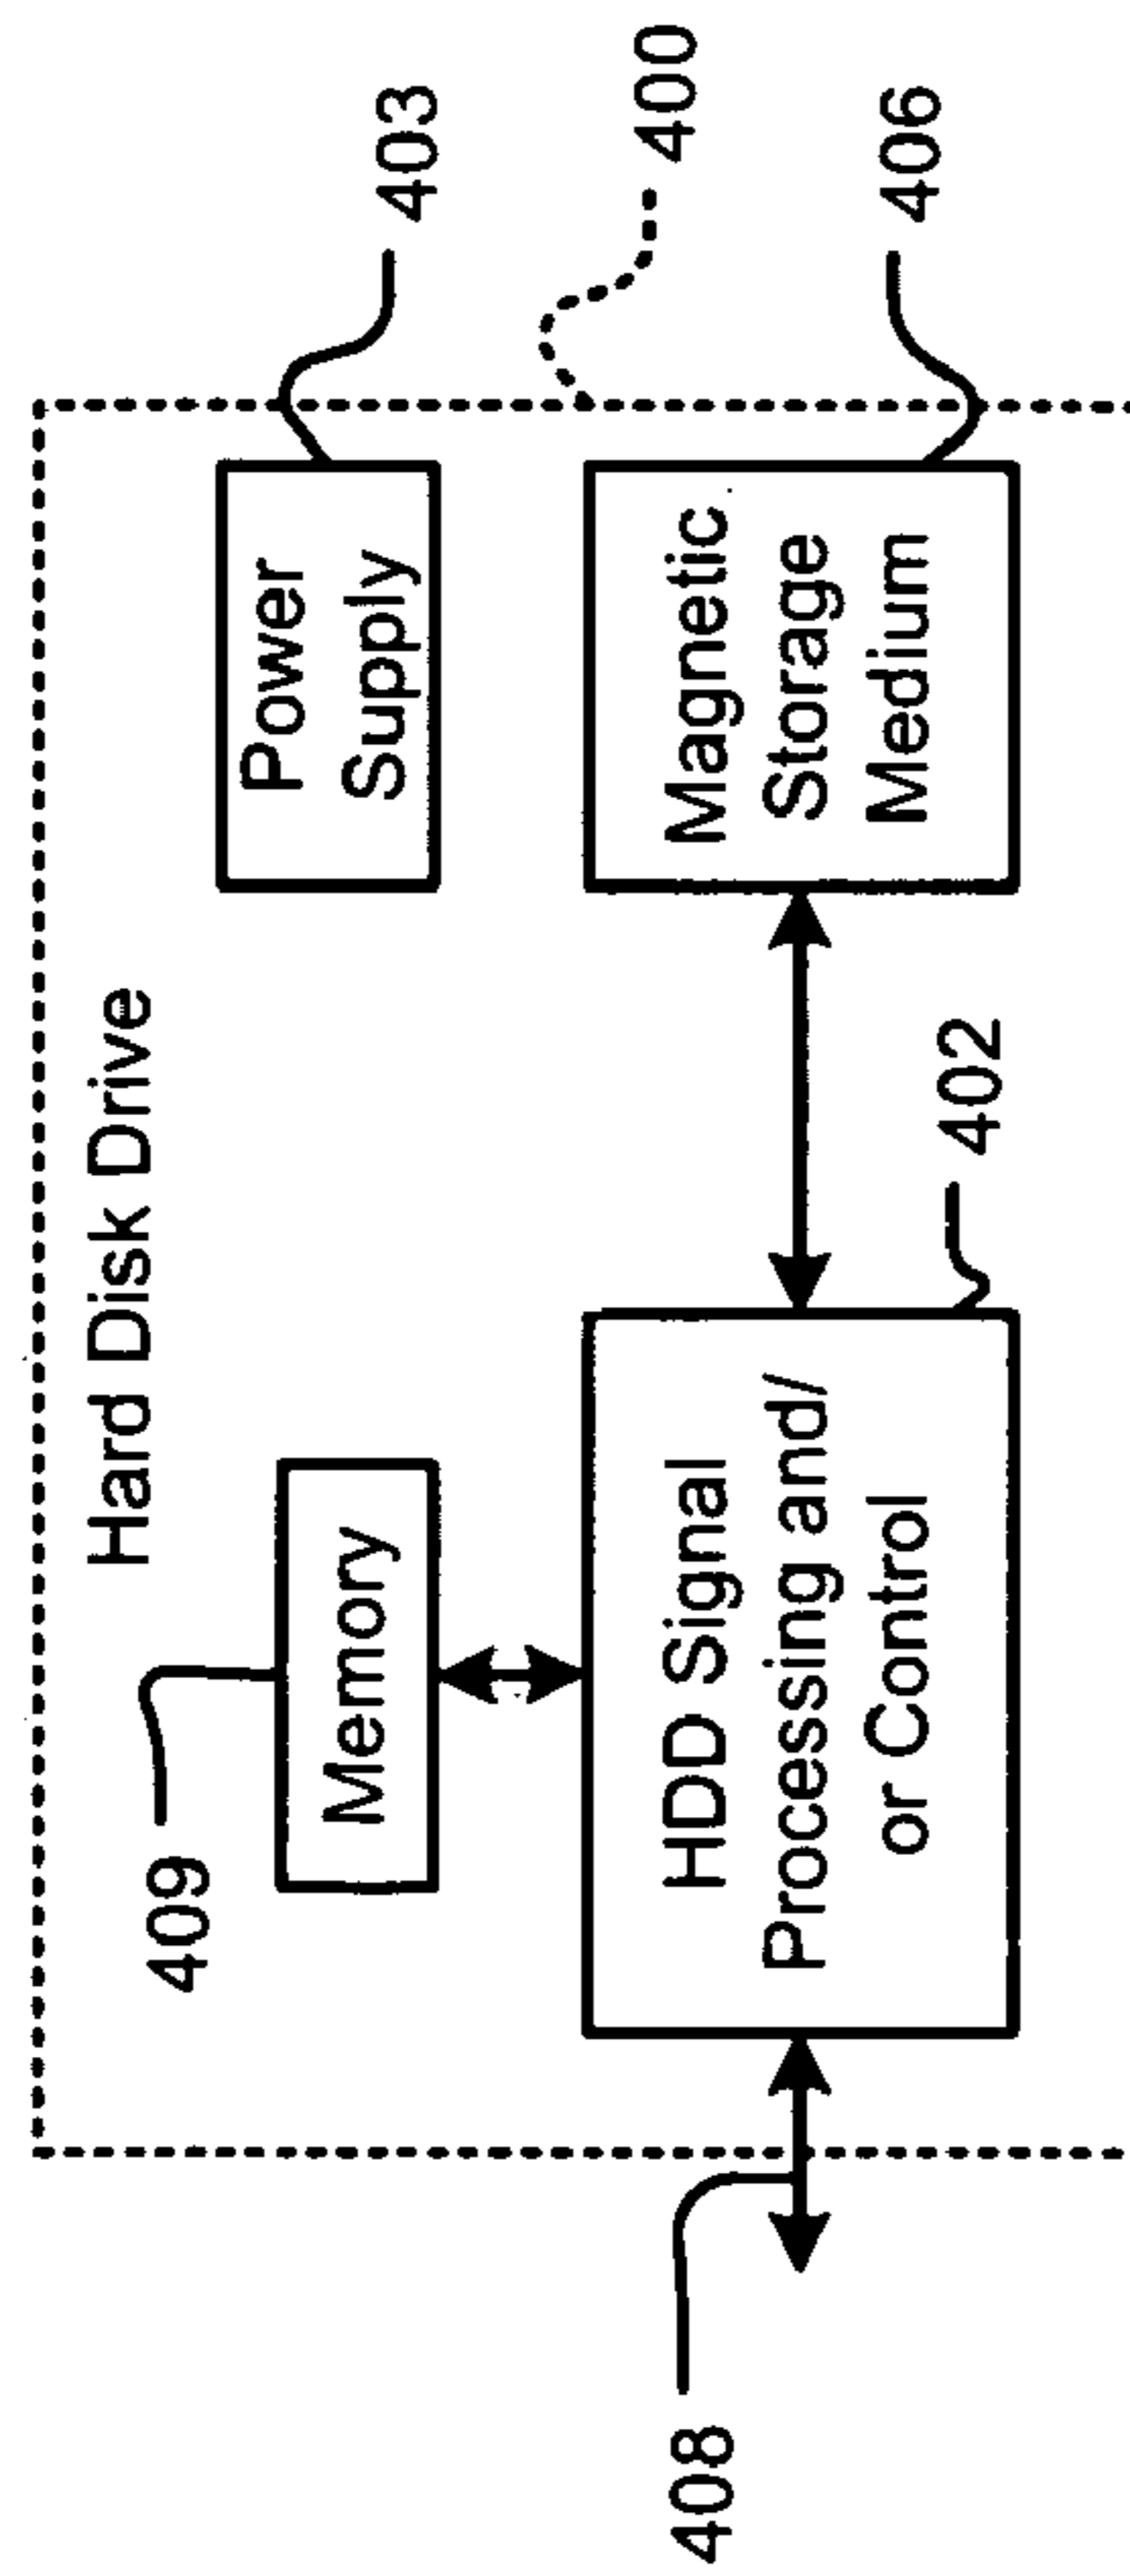 Hard Disk Drive
409
Memory
Power
Supply
403
400
408
HDD Signal
Processing and/
or Control
Magnetic
Storage
Medium
402
406